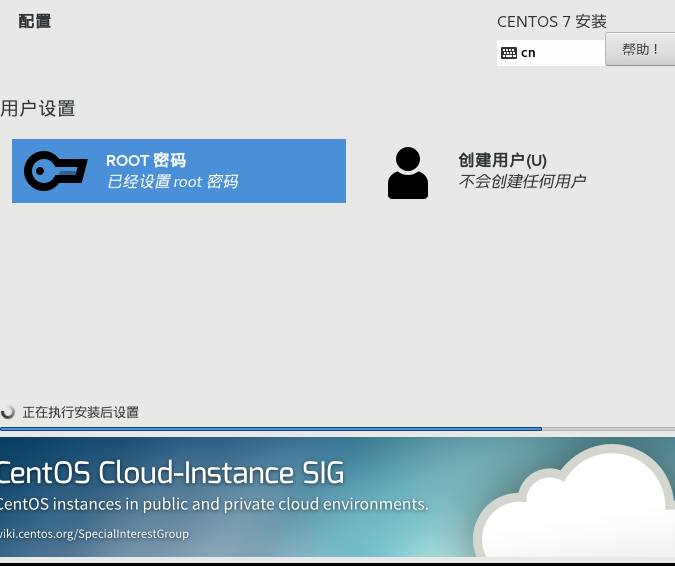 配置
CENTOS 7 安装
cn
帮助！
用户设置
ROOT 密码
已经设置 root 密码
创建用户(U)
不会创建任何用户
正在执行安装后设置
CentOS Cloud-Instance SIG
CentOS instances in public and private cloud environments.
wiki.centos.org/SpecialInterestGroup